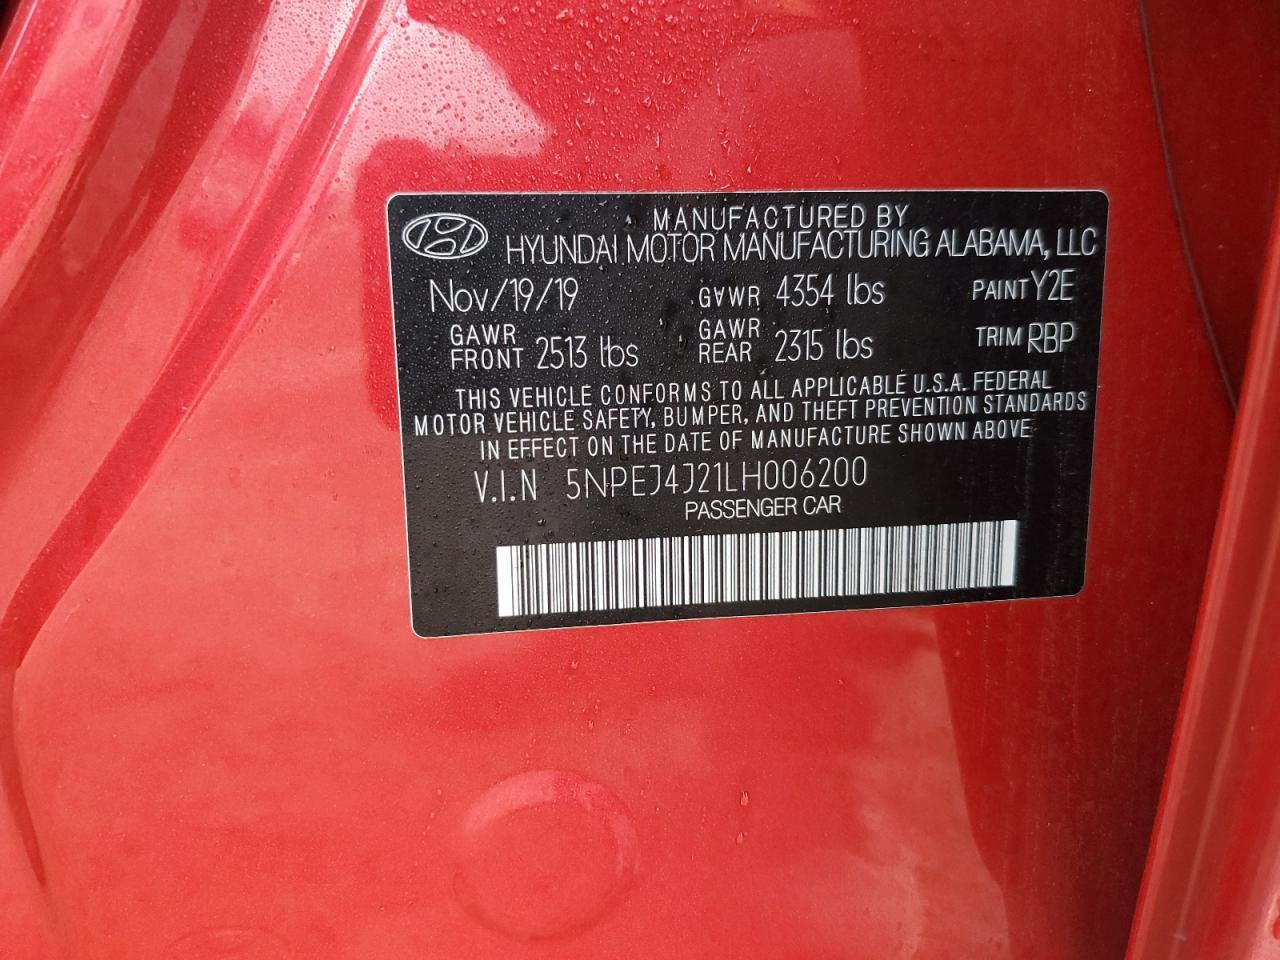 MANUFACTURED BY
HYUNDAI MOTOR MANUFACTURING ALABAMA, LLC
Nov/19/19 GVWR 4354 lbs PAINT Y2E
GAWR FRONT 2513 lbs GAWR REAR 2315 lbs TRIM RBP
THIS VEHICLE CONFORMS TO ALL APPLICABLE U.S.A. FEDERAL
MOTOR VEHICLE SAFETY, BUMPER, AND THEFT PREVENTION STANDARDS
IN EFFECT ON THE DATE OF MANUFACTURE SHOWN ABOVE
V.I.N 5NPEJ4J21LH006200
PASSENGER CAR